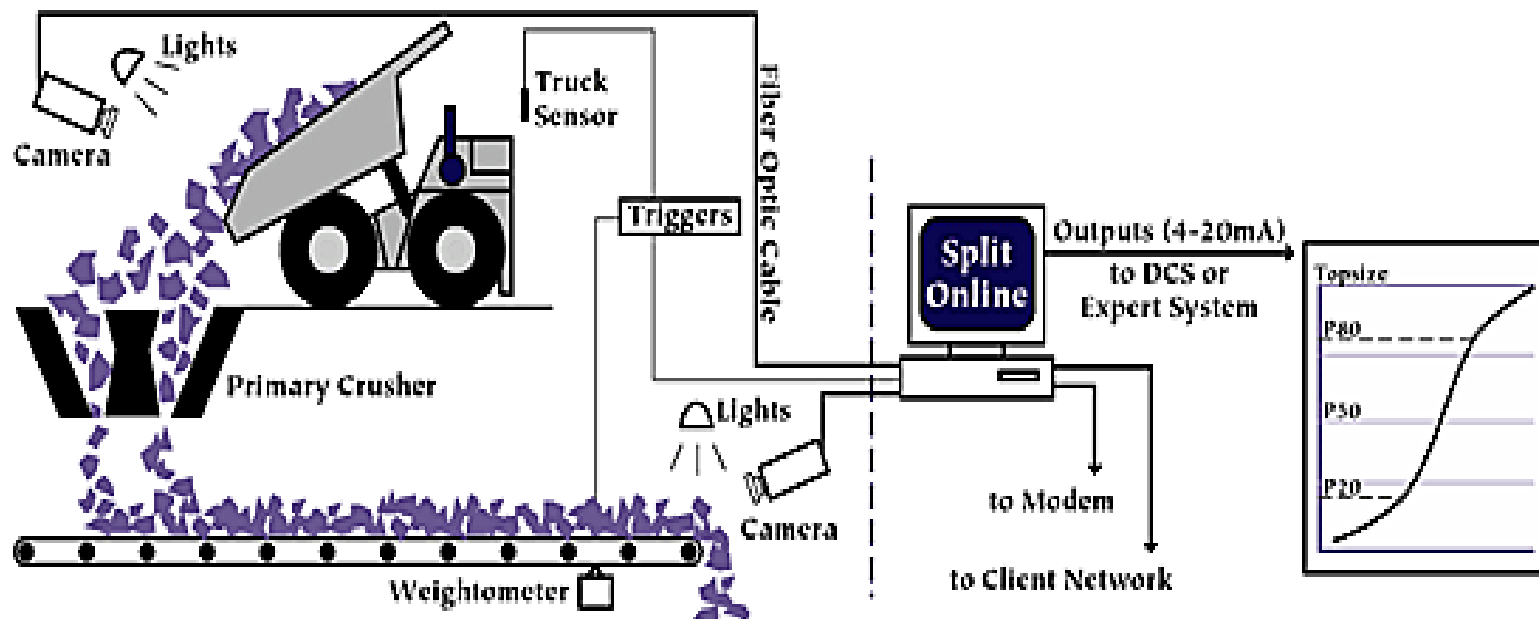 Lights
Camera
Truck
Sensor
Fiber Optic Cable
Triggers
Primary Crusher
Lights
Camera
Weightometer
Split
Online
Outputs (4-20mA)
to DCS or
Expert System
to Modem
to Client Network
Topsize
P80
P50
P20